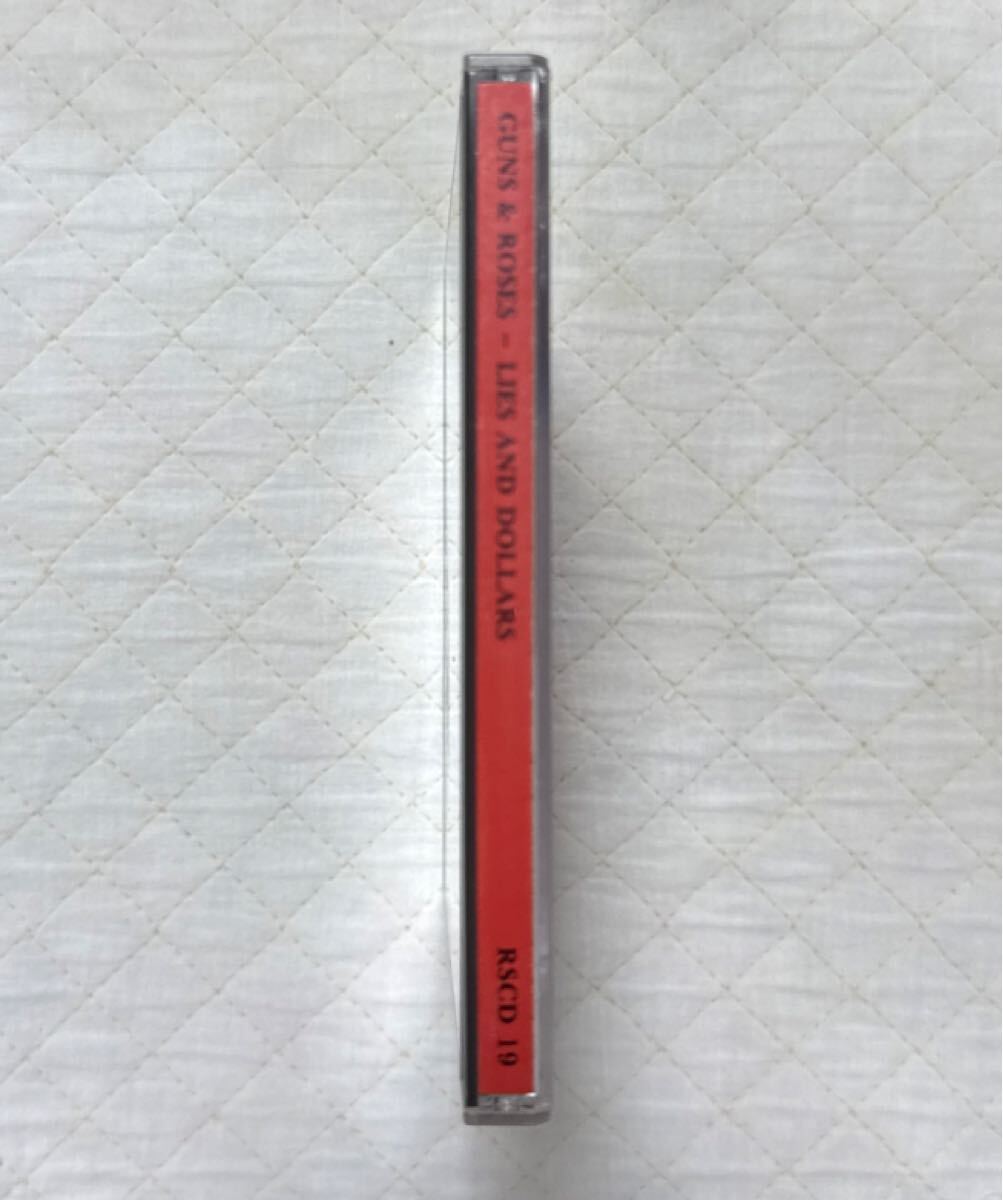 GUNS & ROSES - LIES AND DOLLARS
RSCD 19